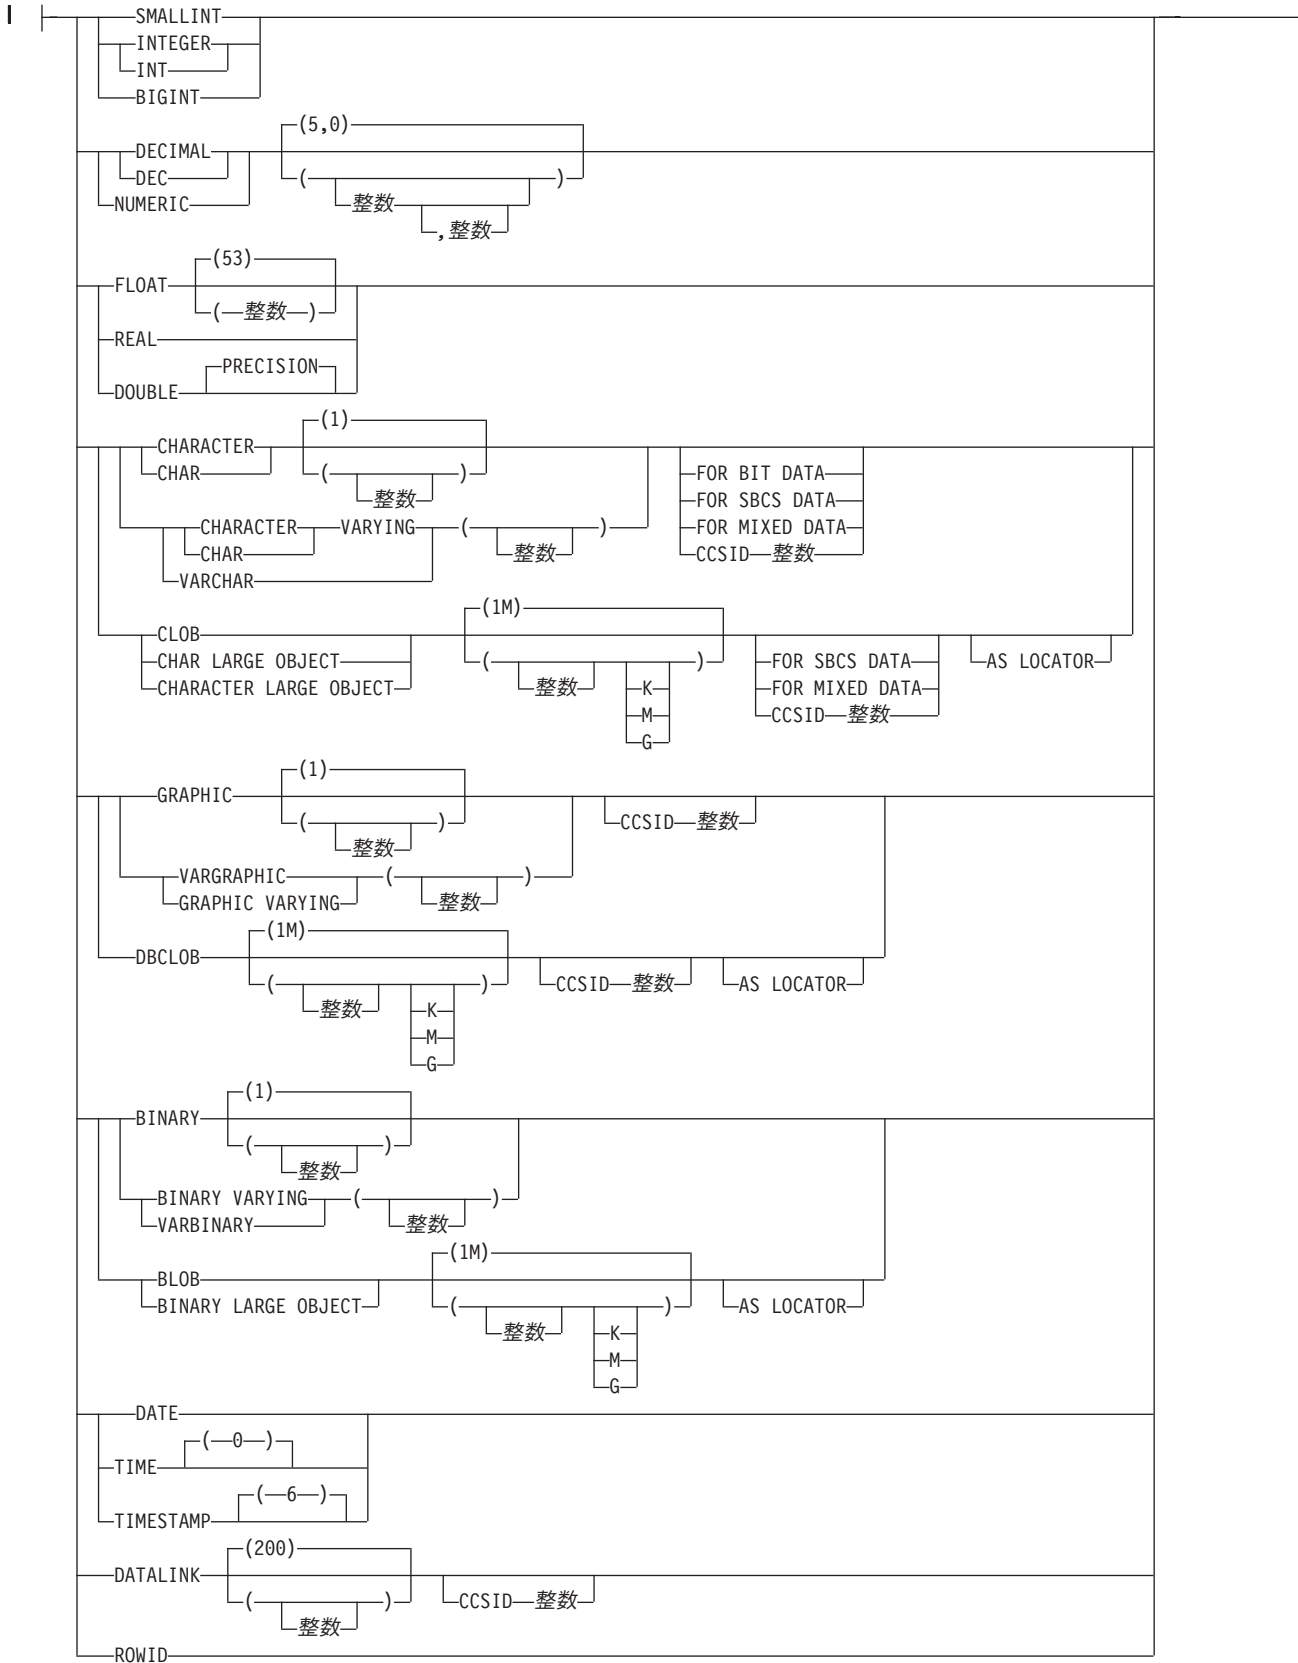 SMALLINT
INTEGER
INT
BIGINT
(5,0)
DECIMAL
DEC ( )
NUMERIC 整数
,整数
(53)
FLOAT
( 整数 )
REAL
PRECISION
DOUBLE
(1)
CHARACTER
CHAR ( ) FOR BIT DATA
整数 FOR SBCS DATA
CHARACTER VARYING ( ) FOR MIXED DATA
CHAR 整数 CCSID 整数
VARCHAR
(1M)
CLOB
CHAR LARGE OBJECT ( ) FOR SBCS DATA AS LOCATOR
CHARACTER LARGE OBJECT 整数 K FOR MIXED DATA
M CCSID 整数
G
(1)
GRAPHIC
( ) CCSID 整数
整数
VARGRAPHIC ( )
GRAPHIC VARYING 整数
(1M)
DBCLOB
( ) CCSID 整数 AS LOCATOR
整数 K
M
G
(1)
BINARY
( )
整数
BINARY VARYING ( )
VARBINARY 整数
(1M)
BLOB
BINARY LARGE OBJECT ( ) AS LOCATOR
整数 K
M
G
DATE
( 0 )
TIME
( 6 )
TIMESTAMP
(200)
DATALINK
( ) CCSID 整数
整数
ROWID